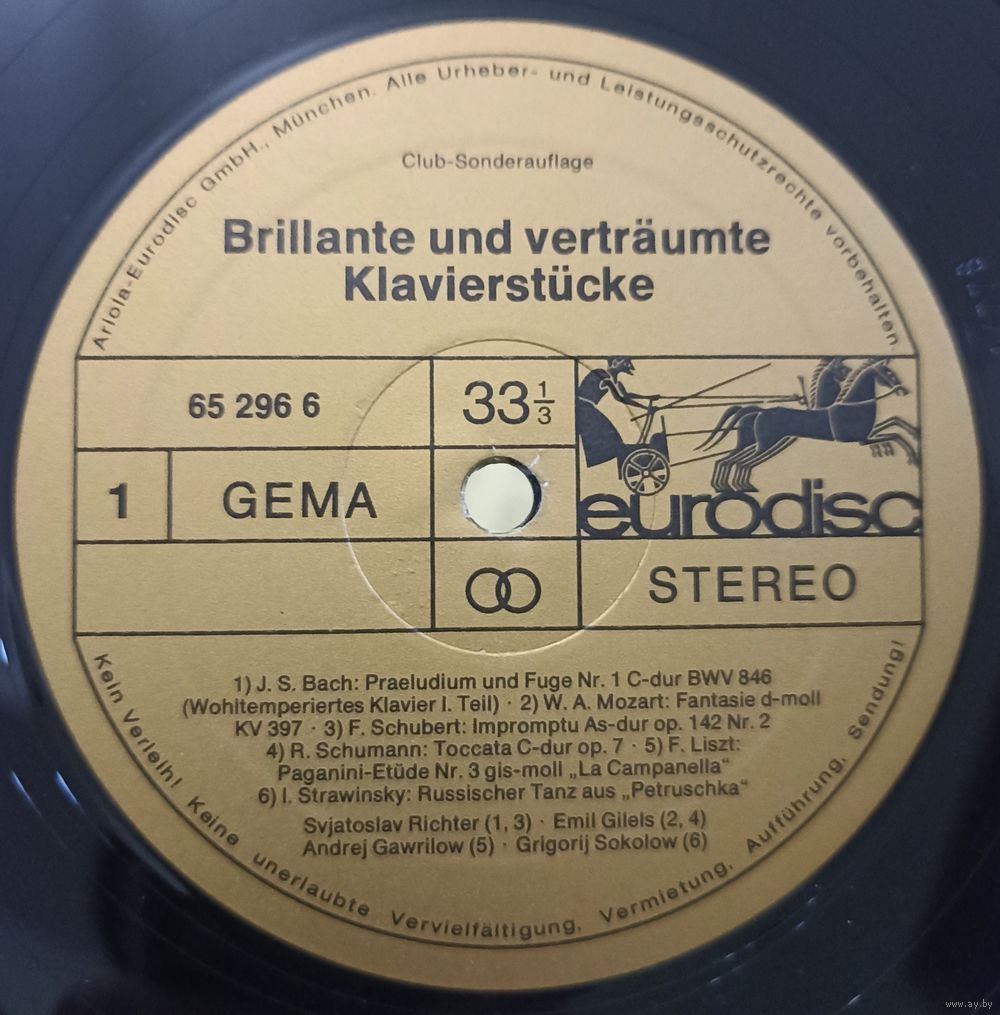 Ariola-Eurodisc GmbH., München. Alle Urheber- und Leistungsschutzrechte vorbehalten.
Club-Sonderauflage
Brillante und verträumte
Klavierstücke
65 296 6
33 1/3
1
GEMA
eurodisc
STEREO
1) J. S. Bach: Praeludium und Fuge Nr. 1 C-dur BWV 846
(Wohltemperiertes Klavier I. Teil) · 2) W. A. Mozart: Fantasie d-moll
KV 397 · 3) F. Schubert: Impromptu As-dur op. 142 Nr. 2
4) R. Schumann: Toccata C-dur op. 7 · 5) F. Liszt:
Paganini-Etüde Nr. 3 gis-moll „La Campanella“
6) I. Strawinsky: Russischer Tanz aus „Petruschka“
Svjatoslav Richter (1, 3) · Emil Gilels (2, 4)
Andrej Gawrilow (5) · Grigorij Sokolow (6)
Kein Verleih! Keine unerlaubte Vervielfältigung, Vermietung, Aufführung, Sendung!
www.ay.by